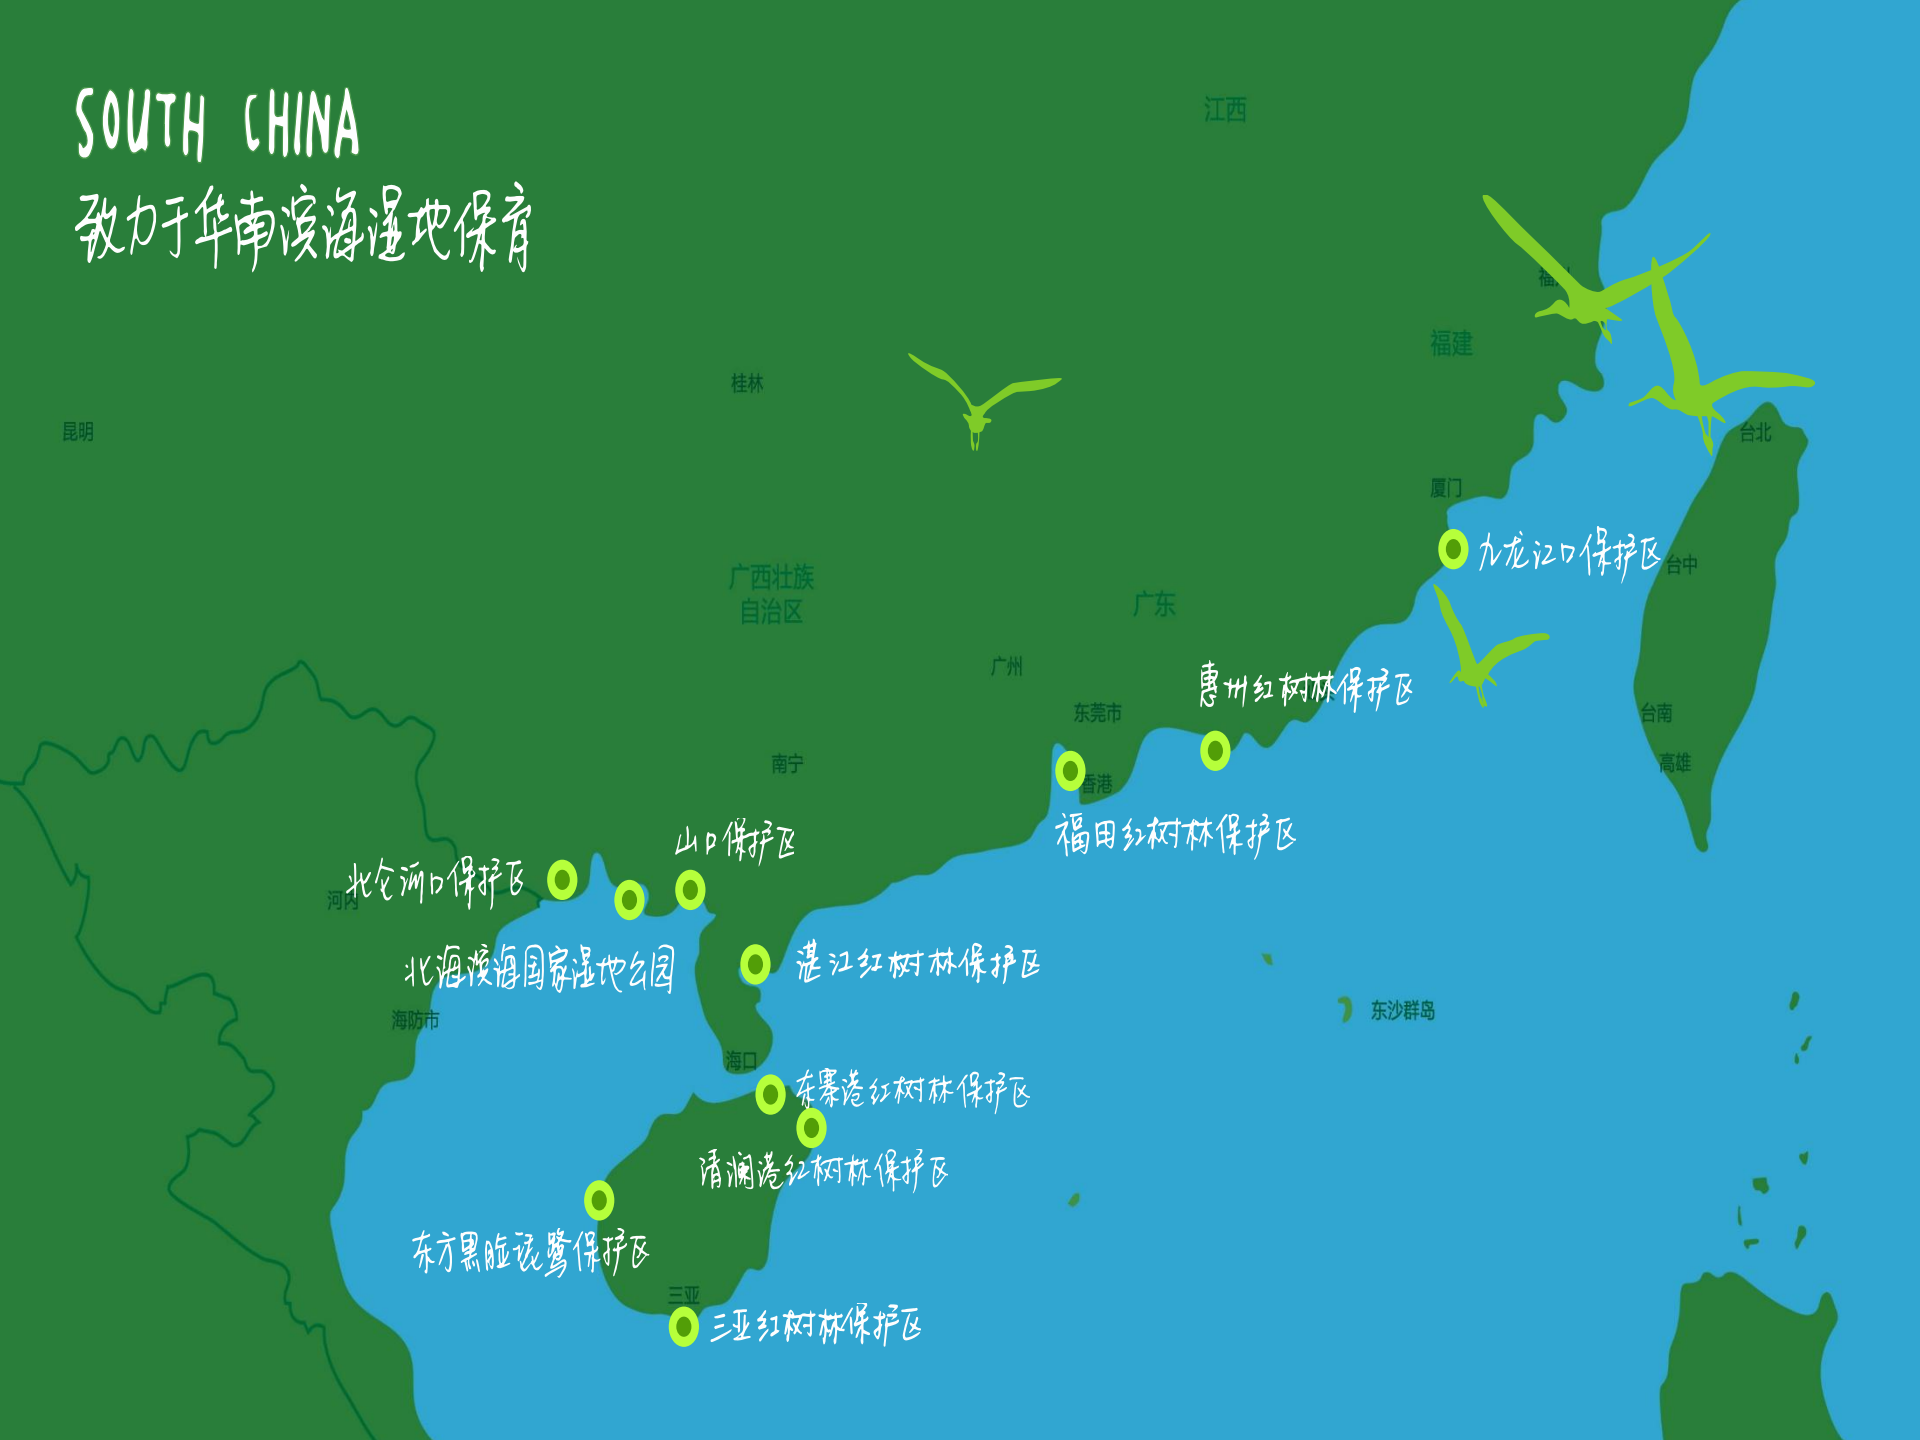 SOUTH CHINA
致力于华南滨海湿地保育
江西
福建
桂林
昆明
台北
厦门
九龙江口保护区
台中
广西壮族
自治区
广东
广州
惠州红树林保护区
东莞市
台南
南宁
高雄
香港
福田红树林保护区
山口保护区
北仑河口保护区
河内
北海滨海国家湿地公园
湛江红树林保护区
海防市
东沙群岛
海口
东寨港红树林保护区
清澜港红树林保护区
东方黑脸琵鹭保护区
三亚
三亚红树林保护区